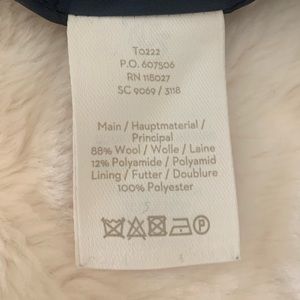 T0222
P.O. 607506
RN 118027
SC 9069 / 3118
Main / Hauptmaterial /
Principal
88% Wool / Wolle / Laine
12% Polyamide / Polyamid
Lining / Futter / Doublure
100% Polyester
P